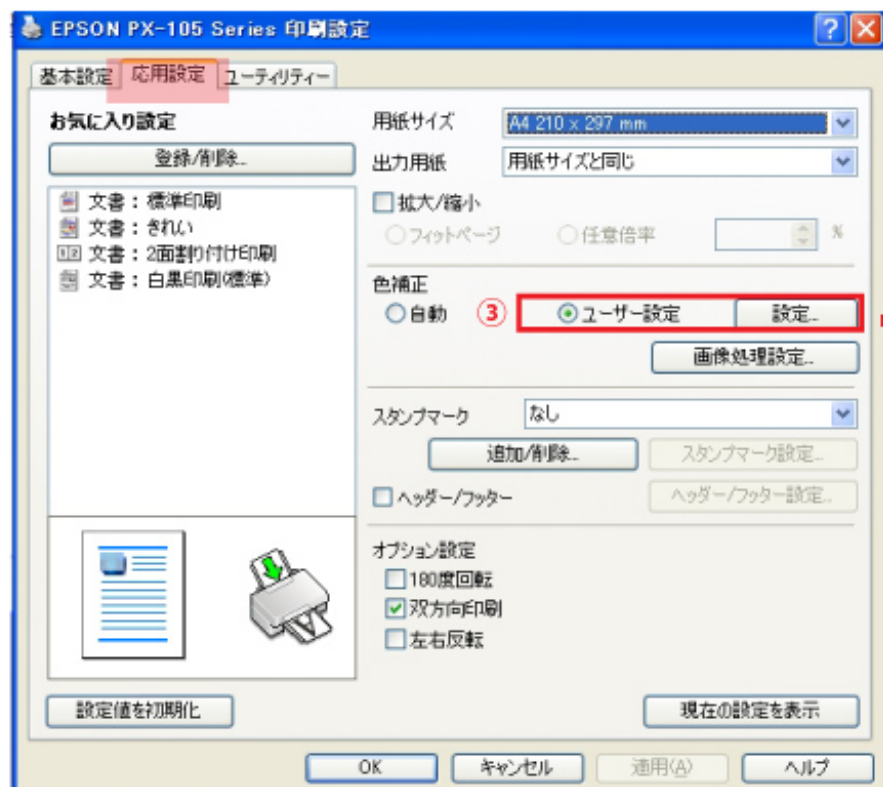 EPSON PX-105 Series 印刷設定
基本設定 応用設定 ユーティリティー
お気に入り設定
登録/削除...
文書：標準印刷
文書：きれい
文書：2面割り付け印刷
文書：白黒印刷(標準)
用紙サイズ A4 210 x 297 mm
出力用紙 用紙サイズと同じ
拡大/縮小
フィットページ 任意倍率 %
色補正
自動 ③ ユーザー設定 設定...
画像処理設定...
スタンプマーク なし
追加/削除... スタンプマーク設定...
ヘッダー/フッター ヘッダー/フッター設定...
オプション設定
180度回転
双方向印刷
左右反転
設定値を初期化 現在の設定を表示
OK キャンセル 適用(A) ヘルプ